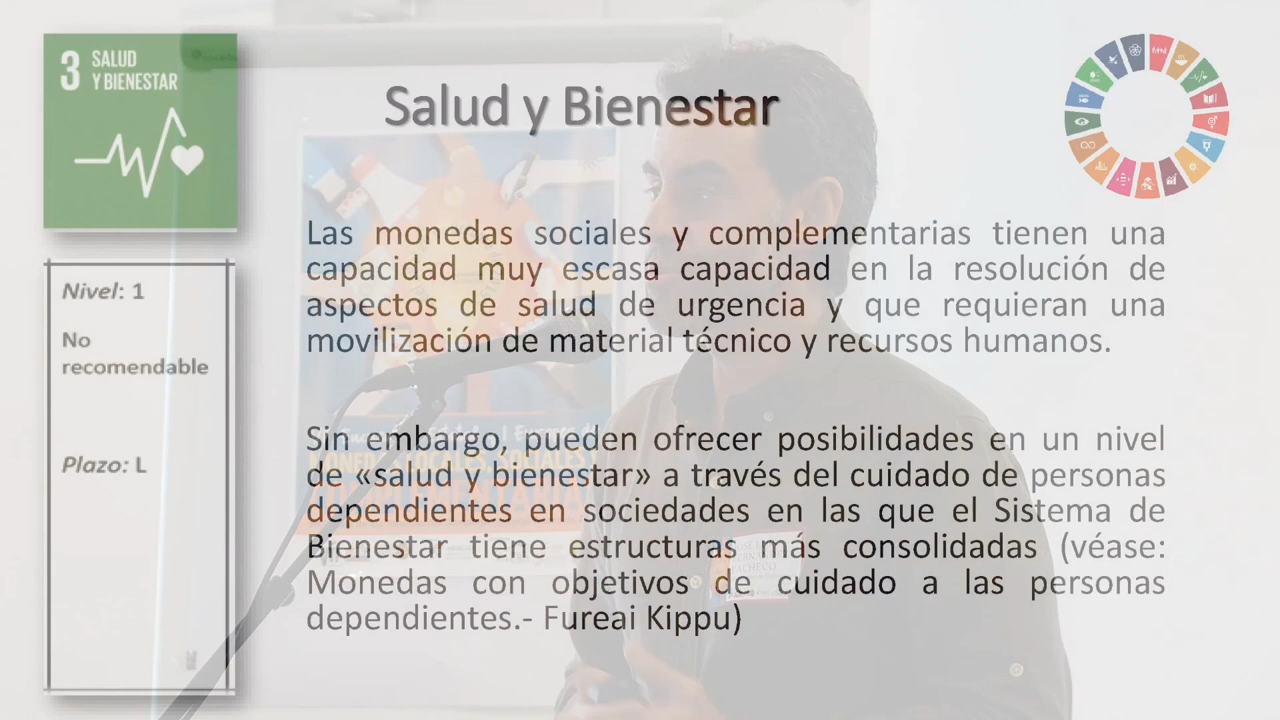 3 SALUD
Y BIENESTAR
Salud y Bienestar
Nivel: 1
No
recomendable
Plazo: L
Las monedas sociales y complementarias tienen una
capacidad muy escasa capacidad en la resolución de
aspectos de salud de urgencia y que requieran una
movilización de material técnico y recursos humanos.
Sin embargo, pueden ofrecer posibilidades en un nivel
de «salud y bienestar» a través del cuidado de personas
dependientes en sociedades en las que el Sistema de
Bienestar tiene estructuras más consolidadas (véase:
Monedas con objetivos de cuidado a las personas
dependientes.- Fureai Kippu)
MONEDAS LOCALES, SOCIALES Y
PACHECO